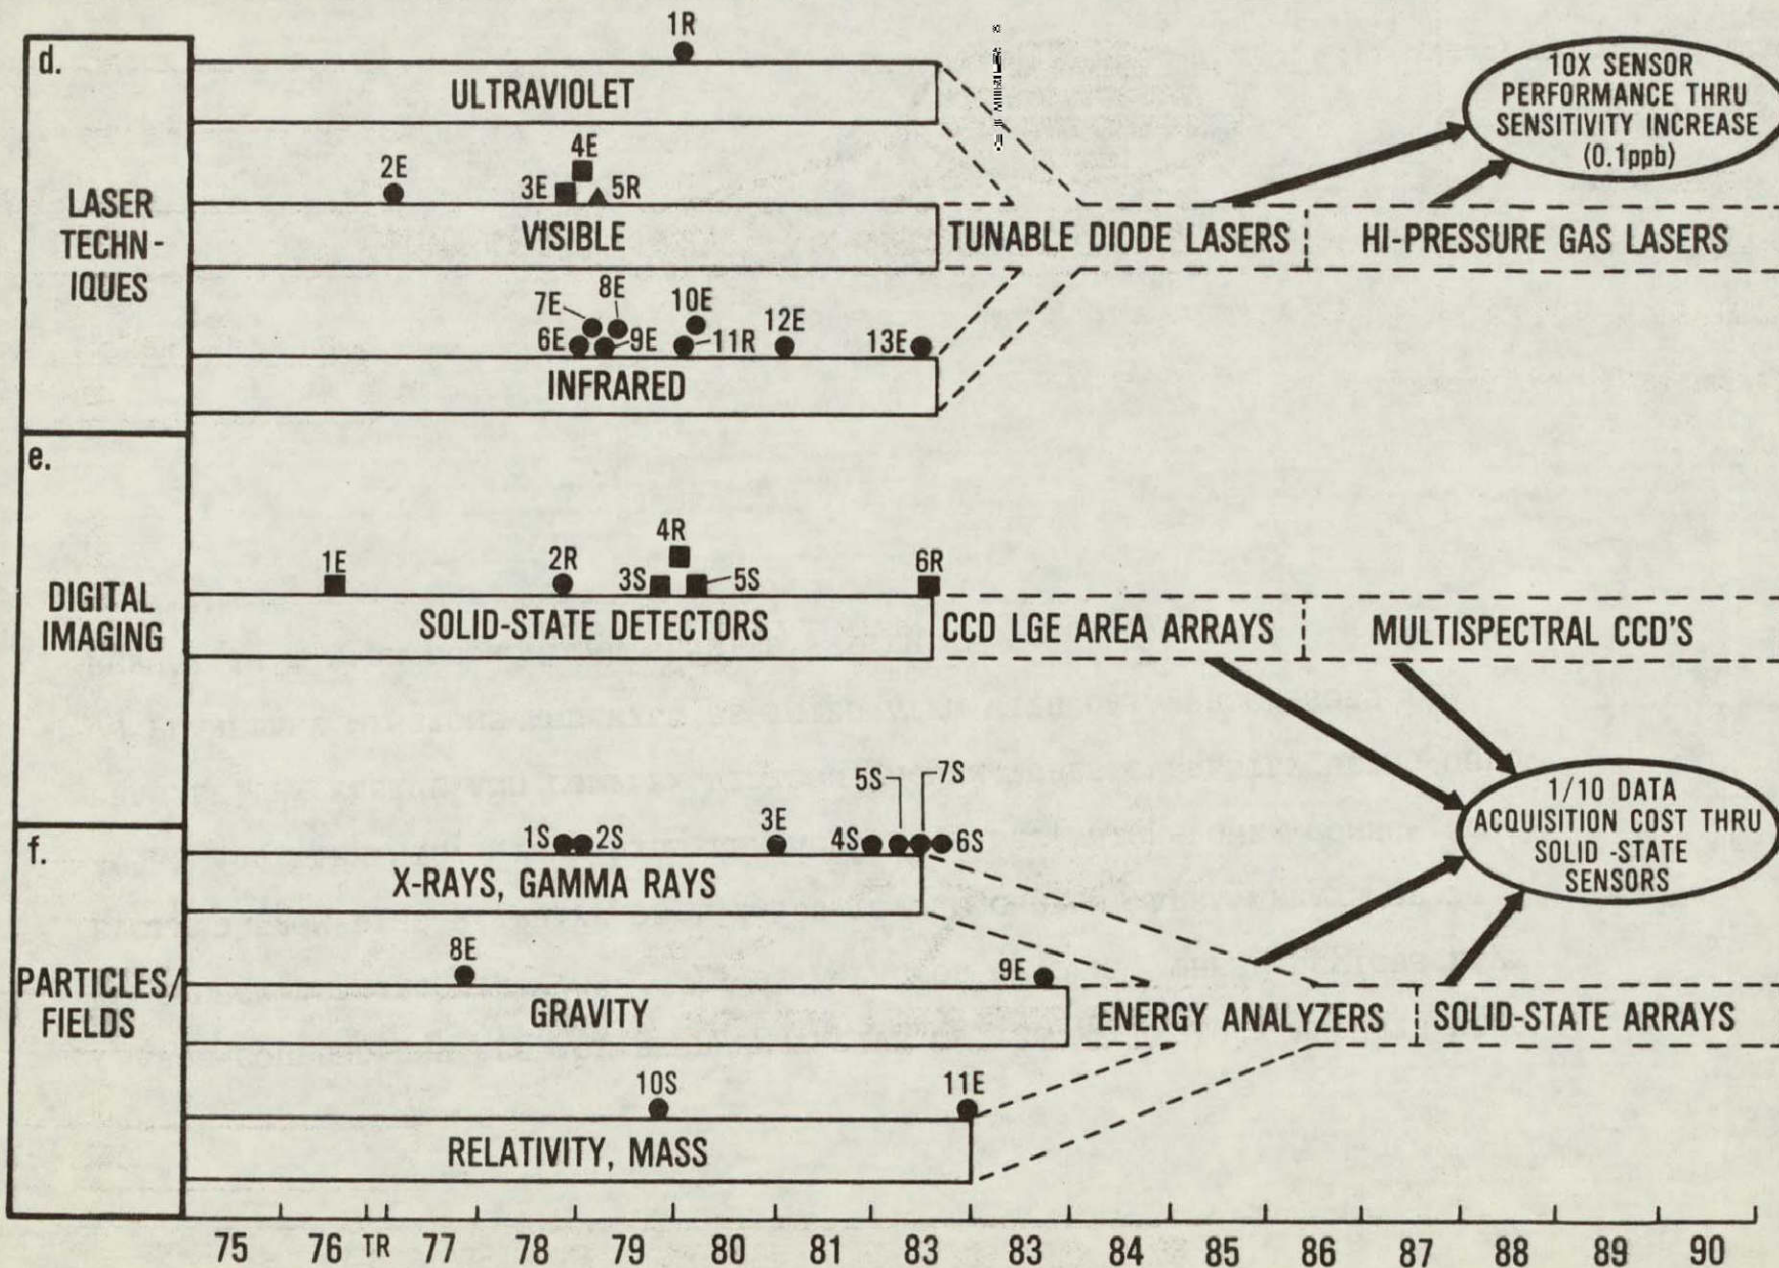 d.
LASER
TECHN-
IQUES
1R
ULTRAVIOLET
2E
4E
3E
5R
VISIBLE
7E
8E
10E
12E
6E
9E
11R
13E
INFRARED
TUNABLE DIODE LASERS
HI-PRESSURE GAS LASERS
10X SENSOR
PERFORMANCE THRU
SENSITIVITY INCREASE
(0.1ppb)
e.
DIGITAL
IMAGING
1E
2R
4R
3S
5S
6R
SOLID-STATE DETECTORS
CCD LGE AREA ARRAYS
MULTISPECTRAL CCD'S
1/10 DATA
ACQUISITION COST THRU
SOLID-STATE
SENSORS
f.
PARTICLES/
FIELDS
5S
7S
1S
2S
3E
4S
6S
X-RAYS, GAMMA RAYS
8E
9E
GRAVITY
ENERGY ANALYZERS
SOLID-STATE ARRAYS
10S
11E
RELATIVITY, MASS
75 76 TR 77 78 79 80 81 83 83 84 85 86 87 88 89 90